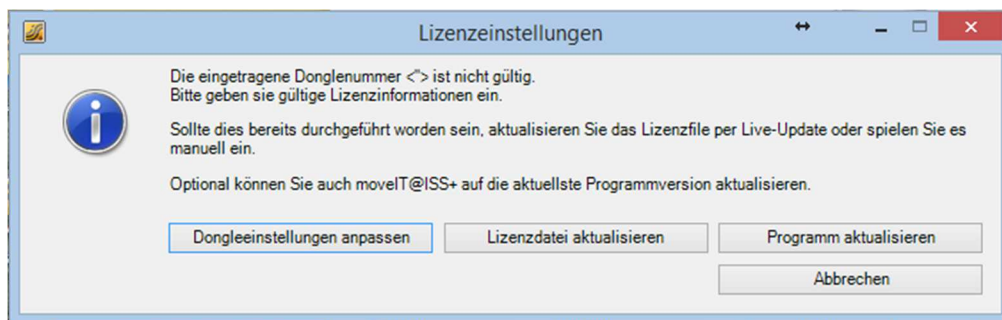 Lizenzeinstellungen
Die eingetragene Donglenummer <''> ist nicht gültig.
Bitte geben sie gültige Lizenzinformationen ein.
Sollte dies bereits durchgeführt worden sein, aktualisieren Sie das Lizenzfile per Live-Update oder spielen Sie es
manuell ein.
Optional können Sie auch moveIT@ISS+ auf die aktuellste Programmversion aktualisieren.
Dongleeinstellungen anpassen Lizenzdatei aktualisieren Programm aktualisieren
Abbrechen